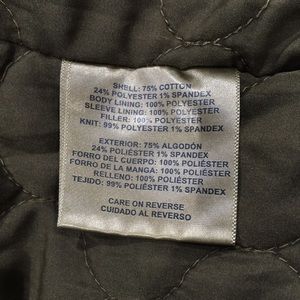 SHELL: 75% COTTON
24% POLYESTER 1% SPANDEX
BODY LINING: 100% POLYESTER
SLEEVE LINING: 100% POLYESTER
FILLER: 100% POLYESTER
KNIT: 99% POLYESTER 1% SPANDEX
EXTERIOR: 75% ALGODÓN
24% POLIÉSTER 1% SPANDEX
FORRO DEL CUERPO: 100% POLIÉSTER
FORRO DE LA MANGA: 100% POLIÉSTER
RELLENO: 100% POLIÉSTER
TEJIDO: 99% POLIÉSTER 1% SPANDEX
CARE ON REVERSE
CUIDADO AL REVERSO